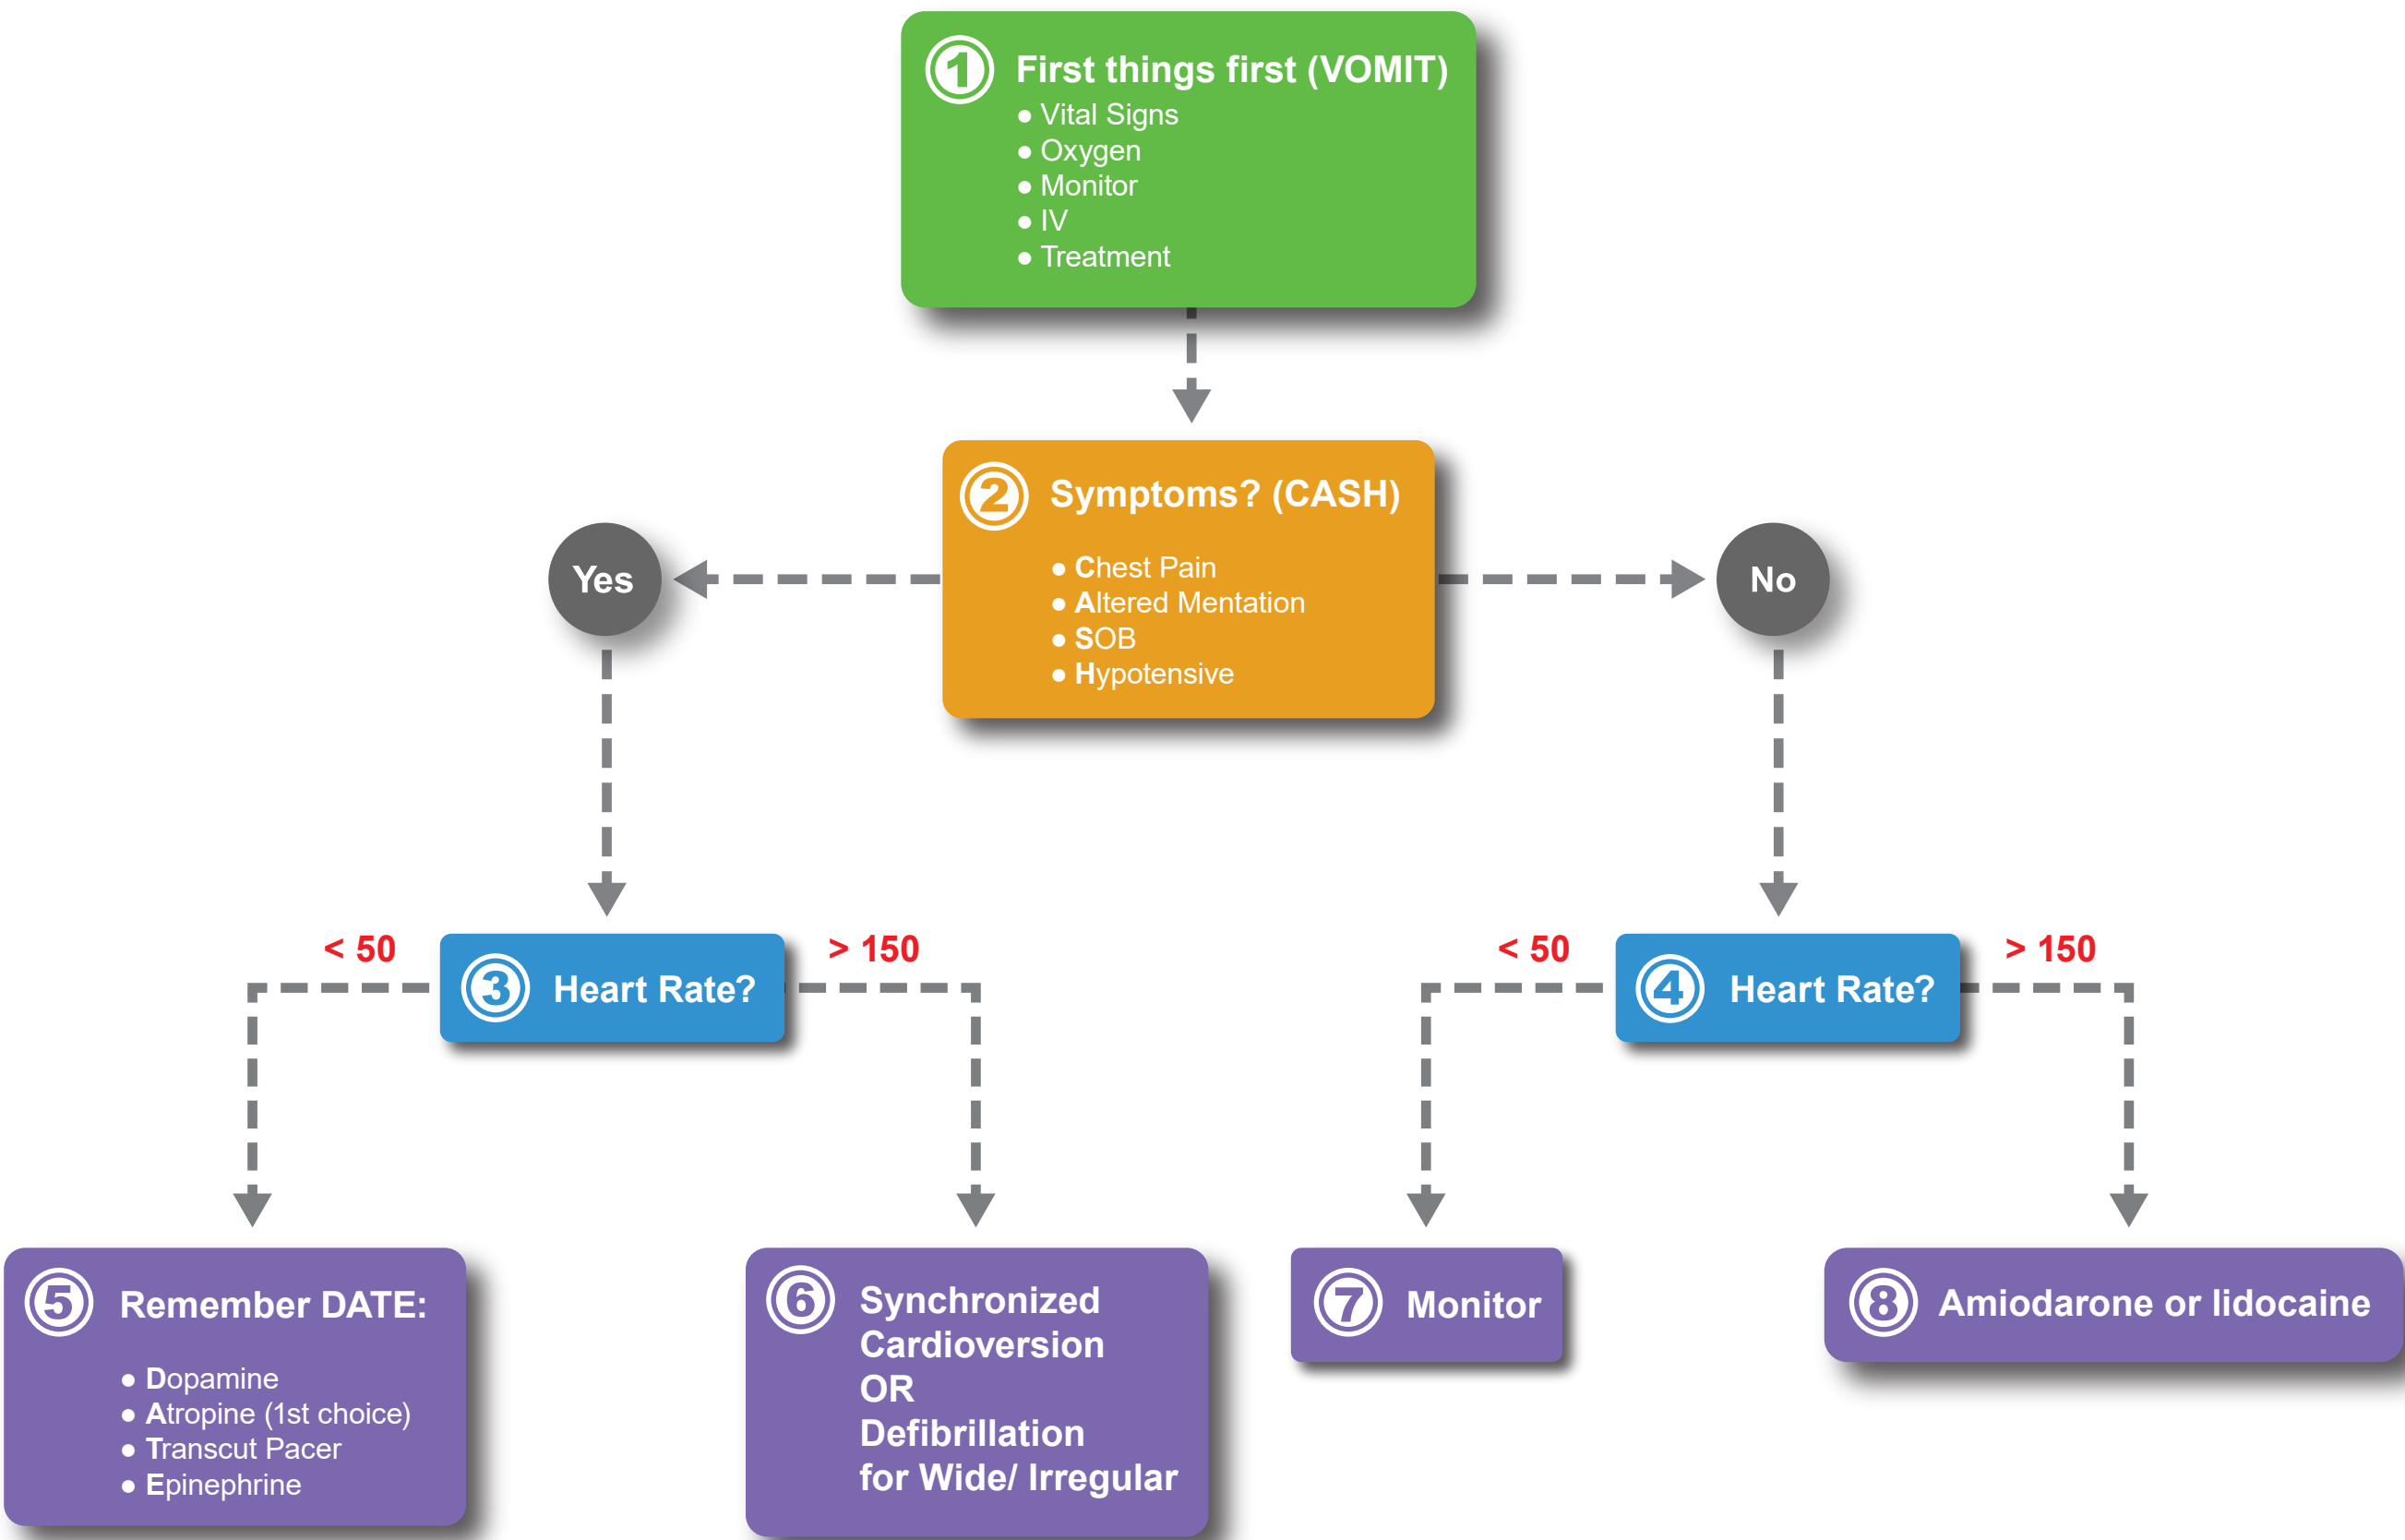 1 First things first (VOMIT)
● Vital Signs
● Oxygen
● Monitor
● IV
● Treatment
2 Symptoms? (CASH)
● Chest Pain
● Altered Mentation
● SOB
● Hypotensive
Yes
No
< 50
3 Heart Rate?
> 150
< 50
4 Heart Rate?
> 150
5 Remember DATE:
● Dopamine
● Atropine (1st choice)
● Transcut Pacer
● Epinephrine
6 Synchronized
Cardioversion
OR
Defibrillation
for Wide/ Irregular
7 Monitor
8 Amiodarone or lidocaine